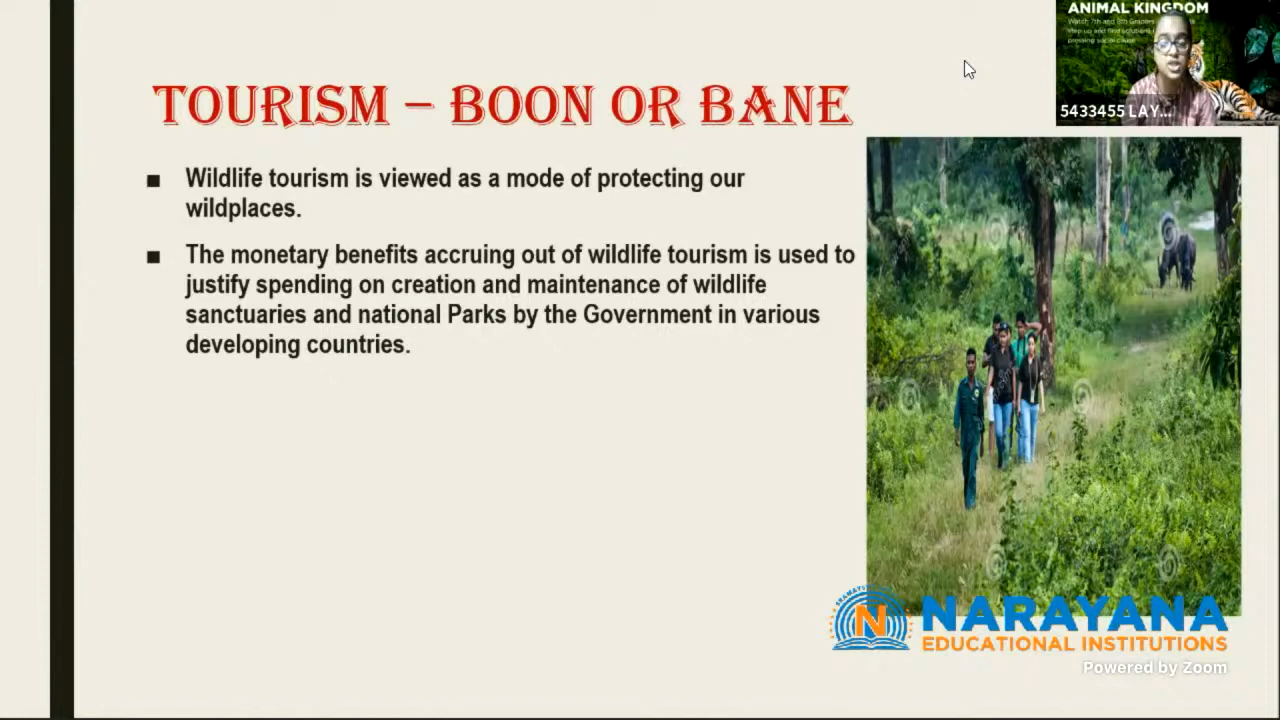 ANIMAL KINGDOM
5433455 LAY...
TOURISM – BOON OR BANE
■ Wildlife tourism is viewed as a mode of protecting our
wildplaces.
■ The monetary benefits accruing out of wildlife tourism is used to
justify spending on creation and maintenance of wildlife
sanctuaries and national Parks by the Government in various
developing countries.
N
NARAYANA
EDUCATIONAL INSTITUTIONS
Powered by Zoom